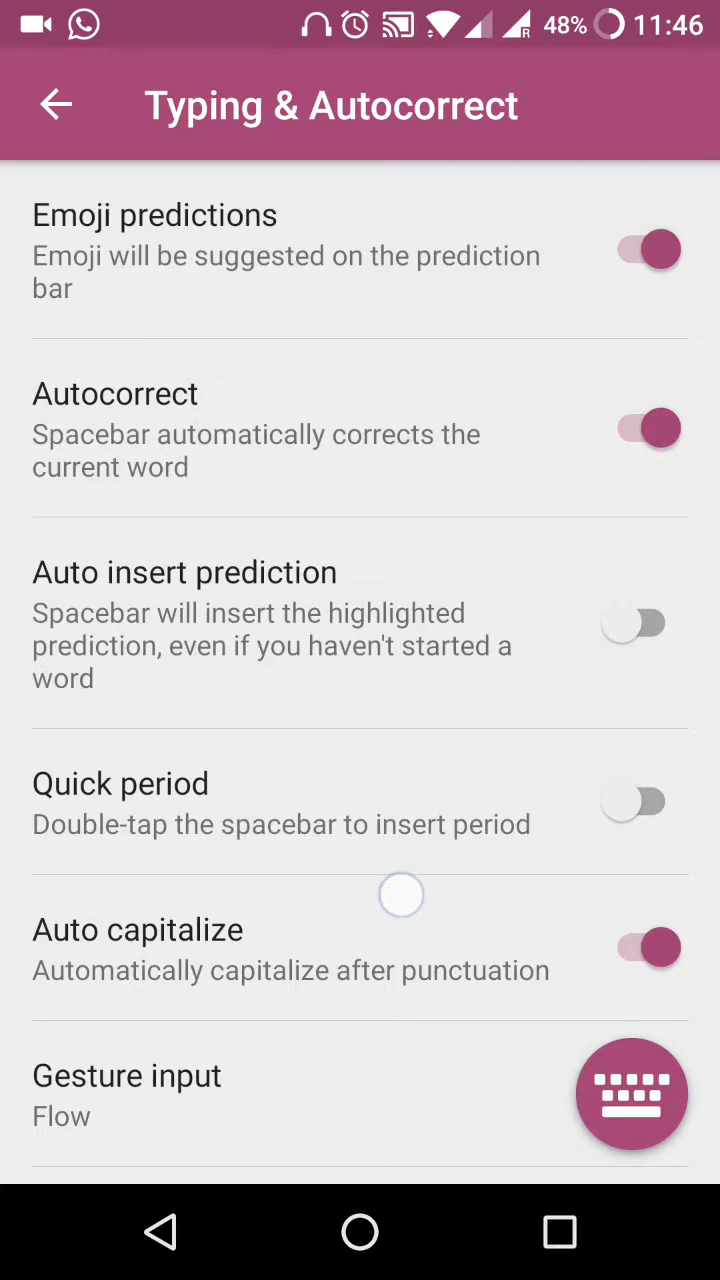 48% 11:46
Typing & Autocorrect
Emoji predictions
Emoji will be suggested on the prediction
bar
Autocorrect
Spacebar automatically corrects the
current word
Auto insert prediction
Spacebar will insert the highlighted
prediction, even if you haven't started a
word
Quick period
Double-tap the spacebar to insert period
Auto capitalize
Automatically capitalize after punctuation
Gesture input
Flow